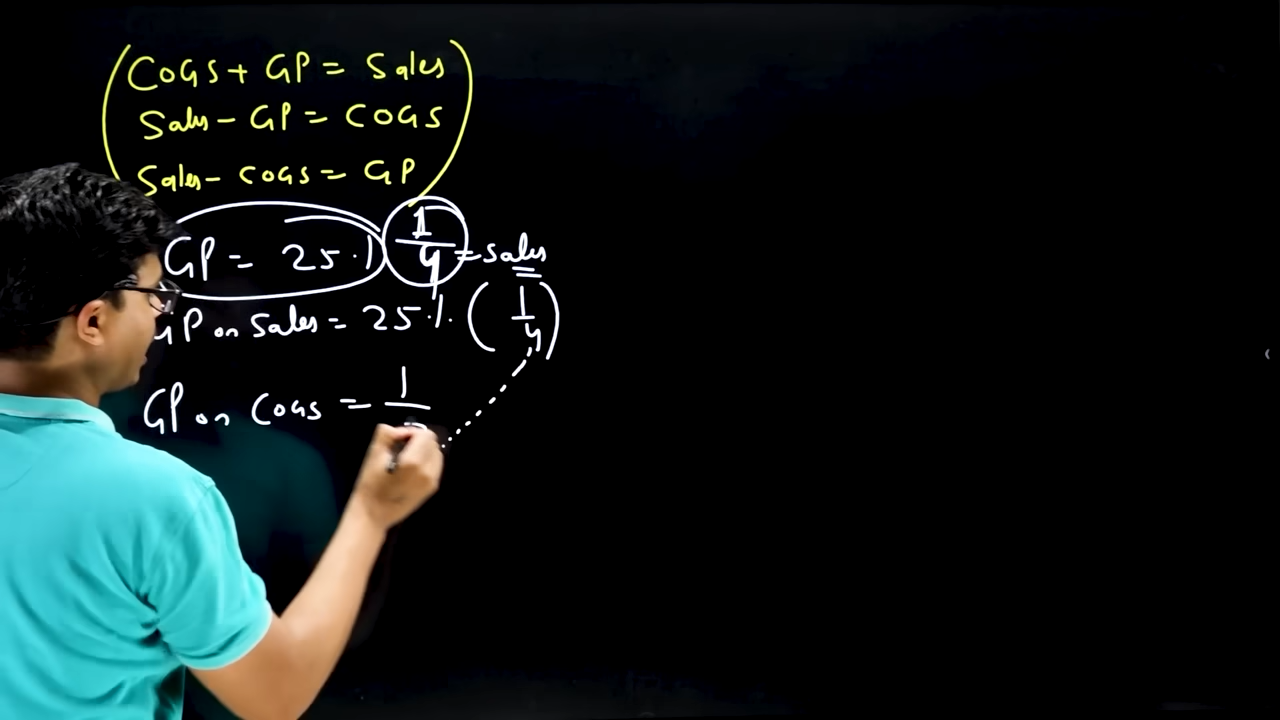 COGS + GP = Sales
Sales - GP = COGS
Sales - COGS = GP
GP = 25% 1/4 = Sales
GP on Sales = 25% (1/4)
GP on COGS = 1/